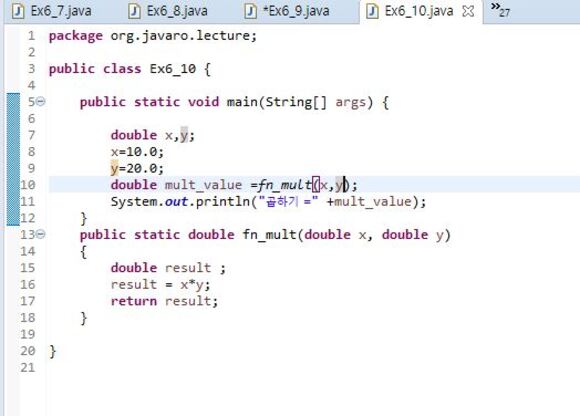 Ex6_7.java Ex6_8.java *Ex6_9.java Ex6_10.java »27
1 package org.javaro.lecture;
2
3 public class Ex6_10 {
4
5 public static void main(String[] args) {
6
7 double x,y;
8 x=10.0;
9 y=20.0;
10 double mult_value =fn_mult(x,y);
11 System.out.println("곱하기 =" +mult_value);
12 }
13 public static double fn_mult(double x, double y)
14 {
15 double result ;
16 result = x*y;
17 return result;
18 }
19
20 }
21